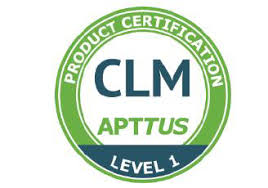 PRODUCT CERTIFICATION
CLM
APTTUS
LEVEL 1